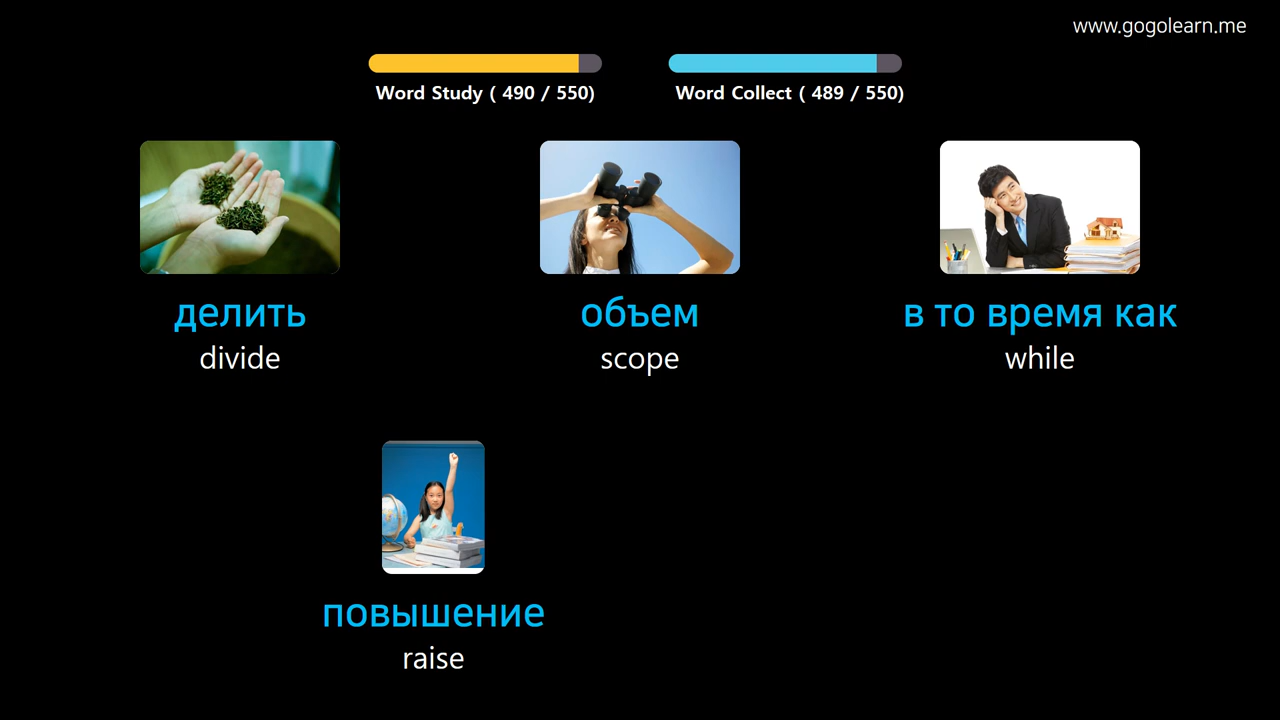 www.gogolearn.me
Word Study ( 490 / 550)
Word Collect ( 489 / 550)
делить
divide
объем
scope
в то время как
while
повышение
raise